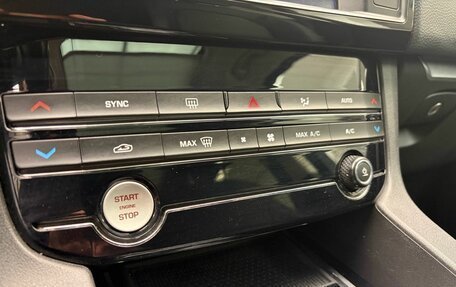 SYNC AUTO
MAX MAX A/C A/C
START
ENGINE
STOP